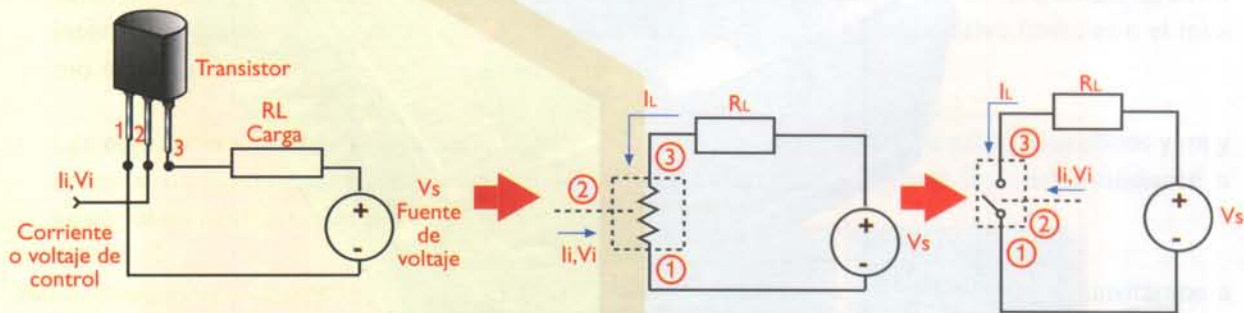 Transistor
1
2
3
RL
Carga
Ii,Vi
Corriente
o voltaje de
control
+
-
Vs
Fuente
de
voltaje
IL
RL
3
2
Ii,Vi
1
+
-
Vs
IL
RL
3
Ii,Vi
2
1
+
-
Vs